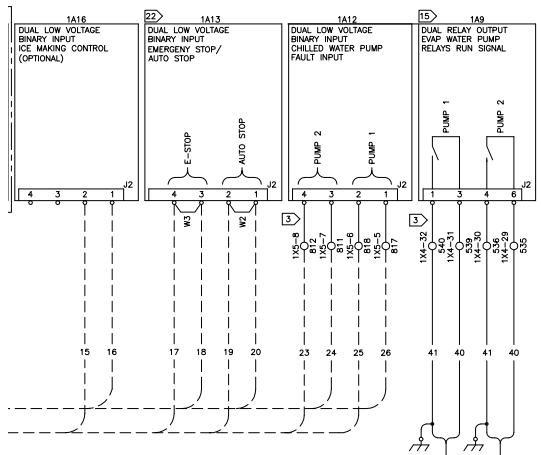 1A16
DUAL LOW VOLTAGE
BINARY INPUT
ICE MAKING CONTROL
(OPTIONAL)
J2
4 3 2 1
15 16
22
1A13
DUAL LOW VOLTAGE
BINARY INPUT
EMERGENY STOP/
AUTO STOP
E-STOP
AUTO STOP
J2
4 3 2 1
W3
W2
17 18 19 20
1A12
DUAL LOW VOLTAGE
BINARY INPUT
CHILLED WATER PUMP
FAULT INPUT
PUMP 2
PUMP 1
J2
4 3 2 1
3
1X5-8
812
1X5-7
811
1X5-6
818
1X5-5
817
23 24 25 26
15
1A9
DUAL RELAY OUTPUT
EVAP WATER PUMP
RELAYS RUN SIGNAL
PUMP 1
PUMP 2
J2
1 3 4 6
3
1X4-32
540
1X4-31
539
1X4-30
536
1X4-29
535
41 40 41 40